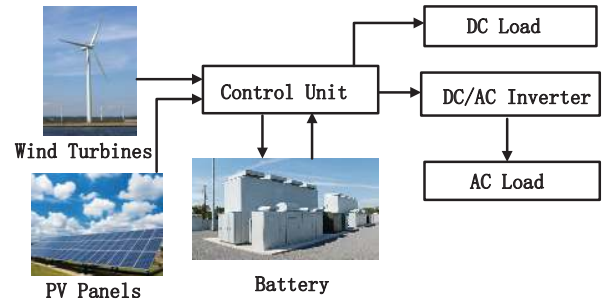 DC Load
Control Unit
DC/AC Inverter
Wind Turbines
AC Load
PV Panels
Battery